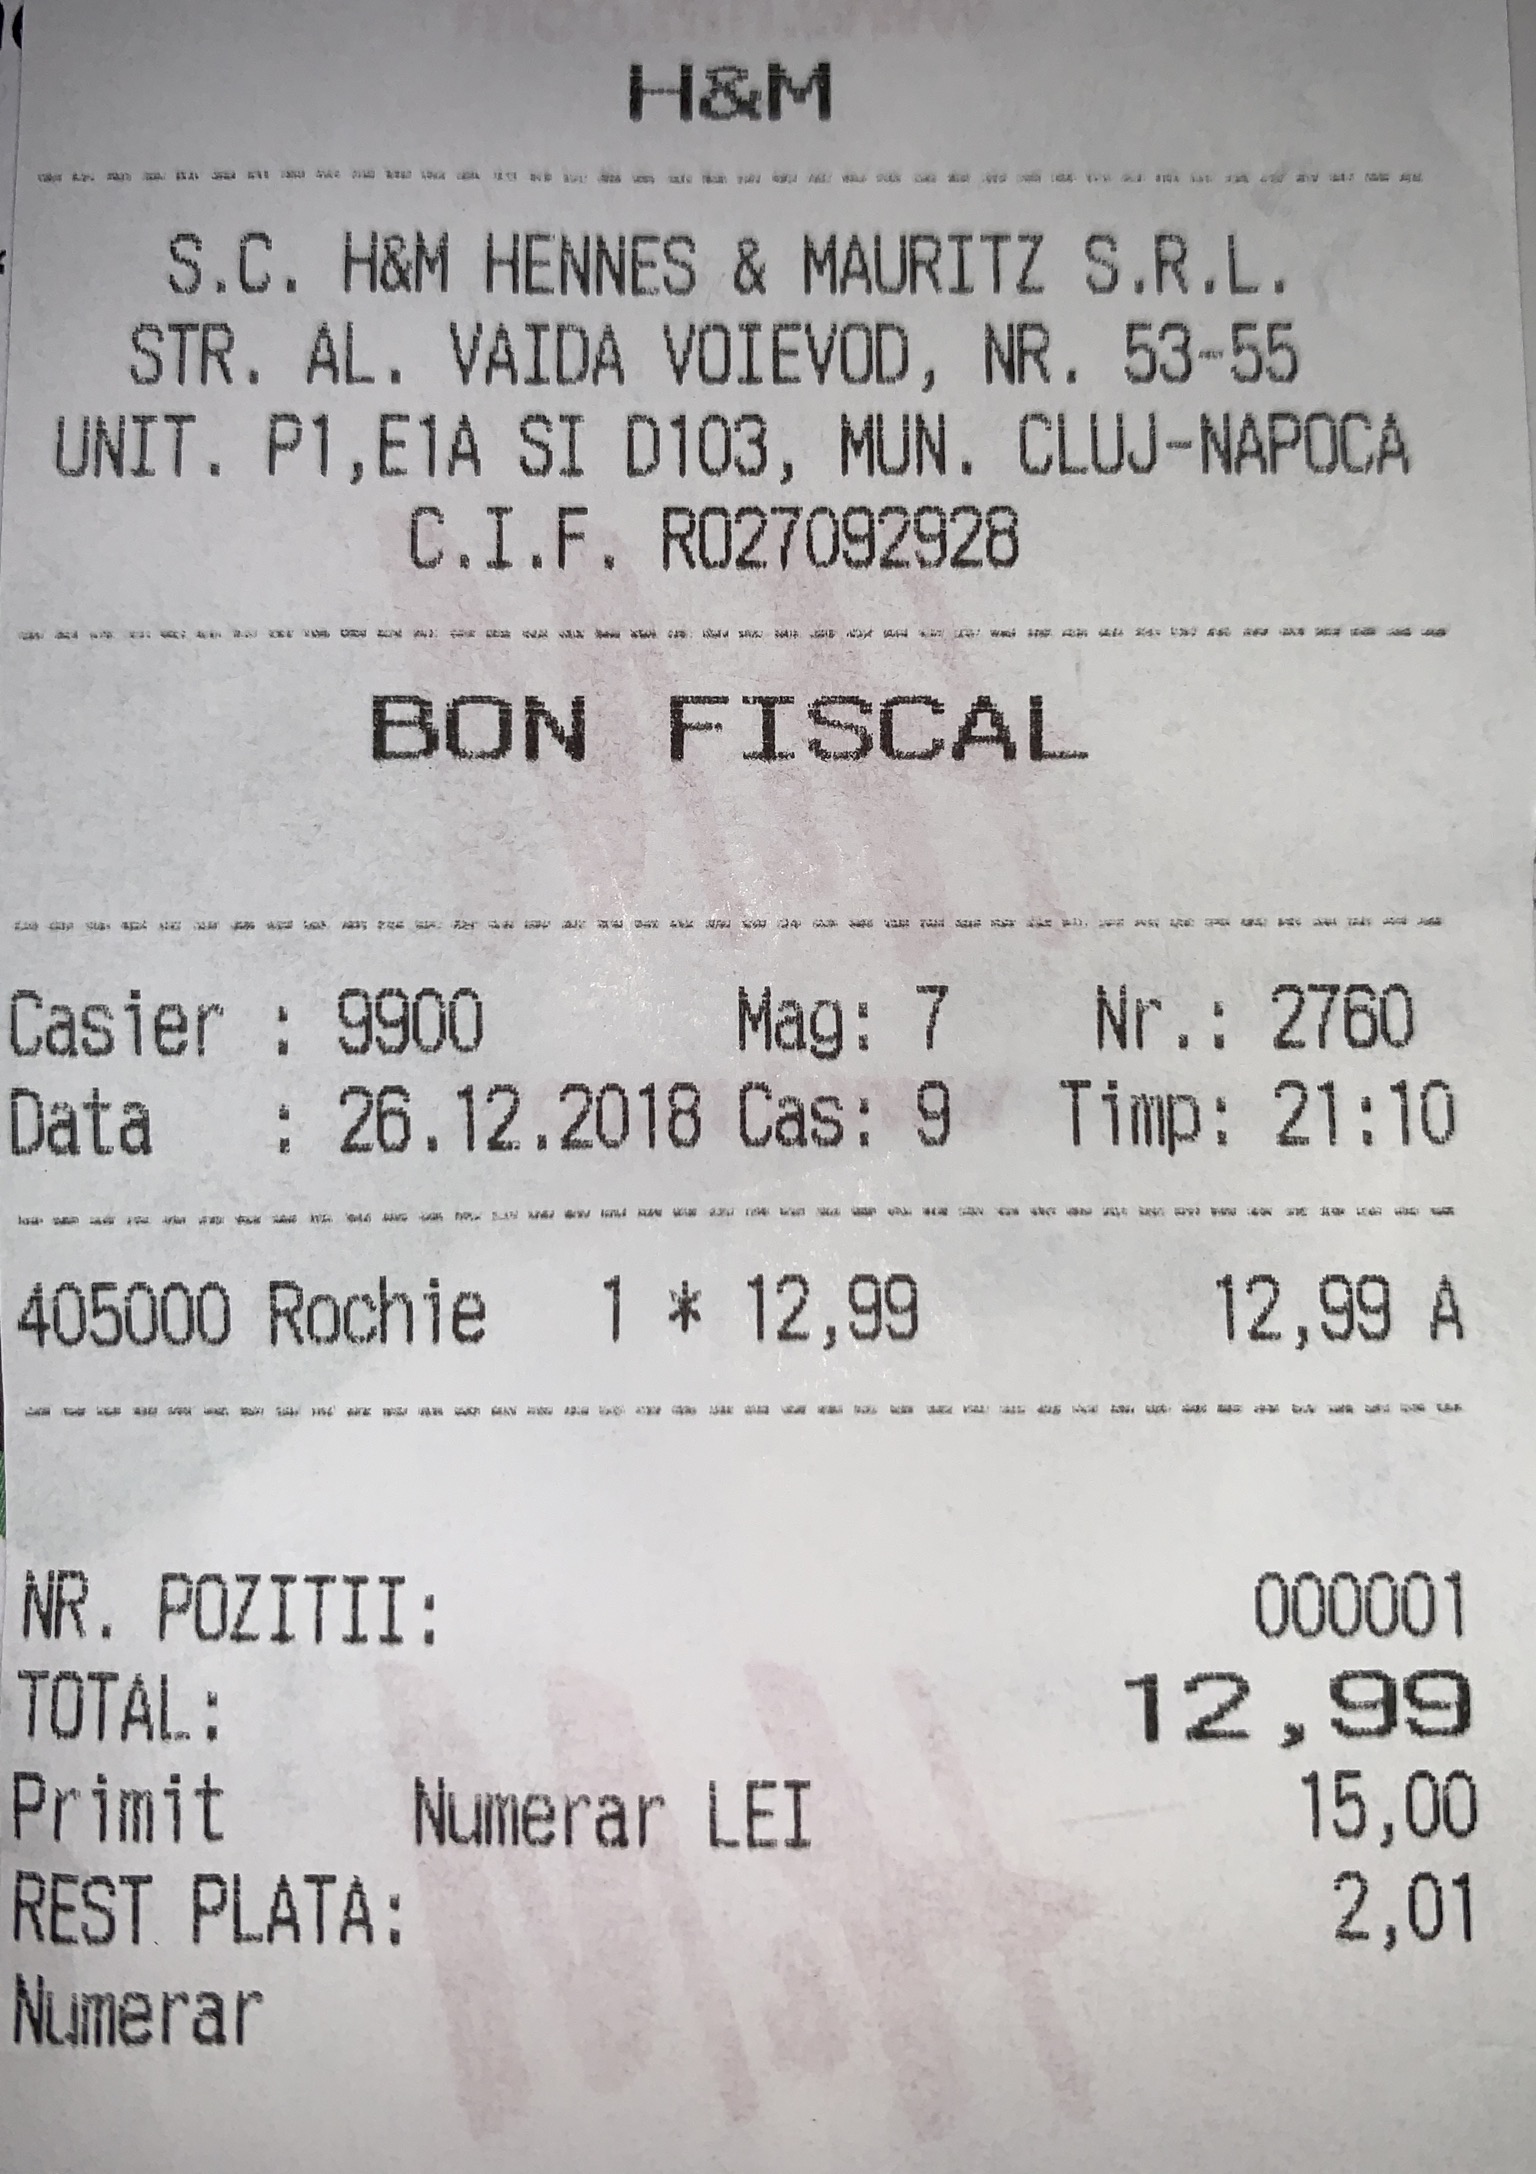 H&M
S.C. H&M HENNES & MAURITZ S.R.L.
STR. AL. VAIDA VOIEVOD, NR. 53-55
UNIT. P1,E1A SI D103, MUN. CLUJ-NAPOCA
C.I.F. RO27092928
BON FISCAL
Casier : 9900 Mag: 7 Nr.: 2760
Data : 26.12.2018 Cas: 9 Timp: 21:10
405000 Rochie 1 * 12,99 12,99 A
NR. POZITII: 000001
TOTAL: 12,99
Primit Numerar LEI 15,00
REST PLATA: 2,01
Numerar